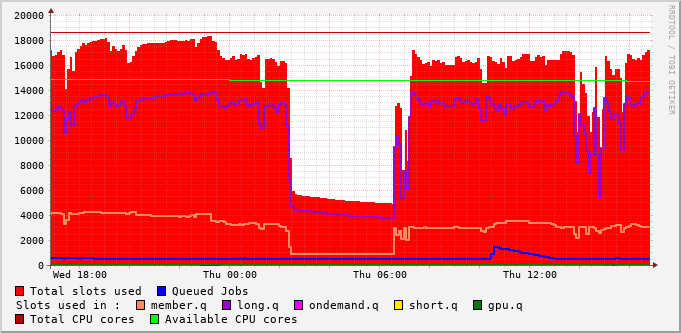 20000
18000
16000
14000
12000
10000
8000
6000
4000
2000
0
Wed 18:00 Thu 00:00 Thu 06:00 Thu 12:00
Total slots used Queued Jobs
Slots used in : member.q long.q ondemand.q short.q gpu.q
Total CPU cores Available CPU cores
RRDTOOL / TOBI OETIKER